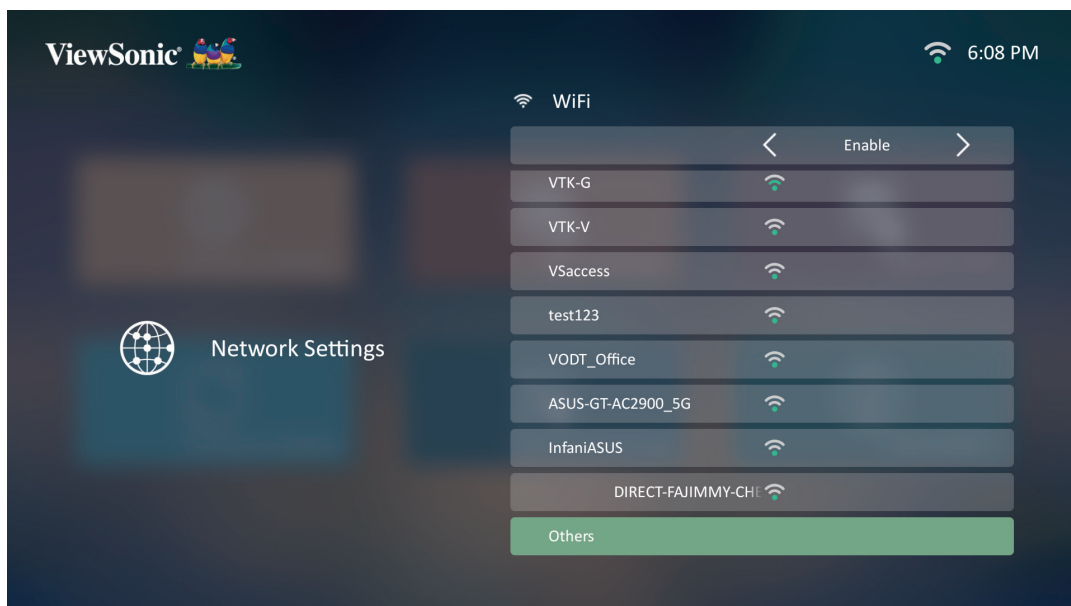 ViewSonic®
6:08 PM
WiFi
Enable
VTK-G
VTK-V
VSaccess
test123
Network Settings
VODT_Office
ASUS-GT-AC2900_5G
InfaniASUS
DIRECT-FAJIMMY-CHE
Others